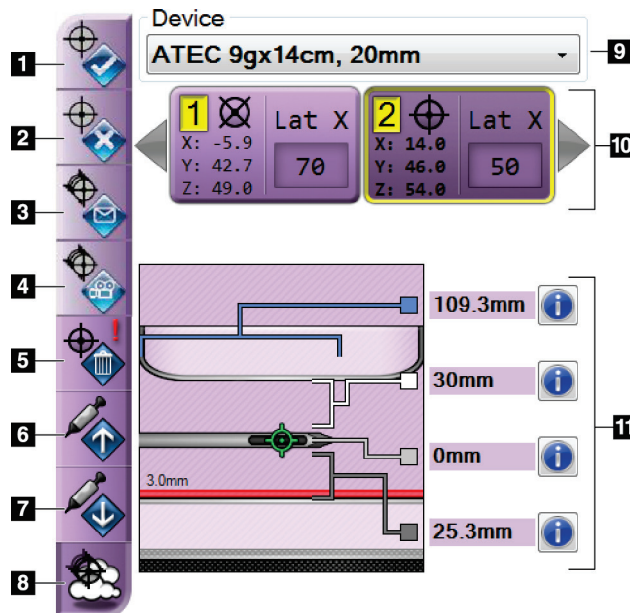 Device
1
ATEC 9gx14cm, 20mm
9
2
1
Lat X
X: -5.9
Y: 42.7
Z: 49.0
70
2
Lat X
X: 14.0
Y: 46.0
Z: 54.0
50
10
3
4
109.3mm
5
!
30mm
11
6
0mm
3.0mm
7
25.3mm
8